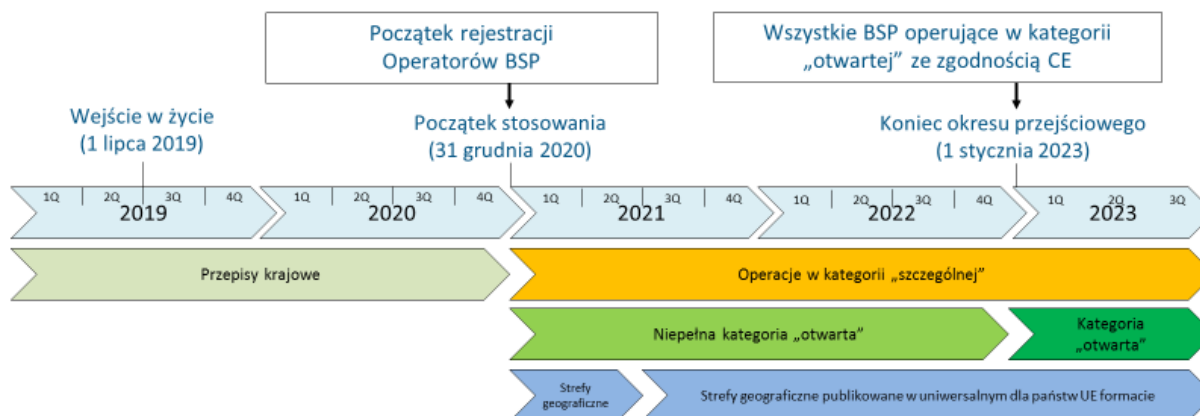 Początek rejestracji
Operatorów BSP
Wszystkie BSP operujące w kategorii
„otwartej” ze zgodnością CE
Wejście w życie
(1 lipca 2019)
Początek stosowania
(31 grudnia 2020)
Koniec okresu przejściowego
(1 stycznia 2023)
1Q 2Q 3Q 4Q 1Q 2Q 3Q 4Q 1Q 2Q 3Q 4Q 1Q 2Q 3Q 4Q 1Q 2Q 3Q
2019 2020 2021 2022 2023
Przepisy krajowe
Operacje w kategorii „szczególnej”
Niepełna kategoria „otwarta”
Kategoria
„otwarta”
Strefy
geograficzne
Strefy geograficzne publikowane w uniwersalnym dla państw UE formacie